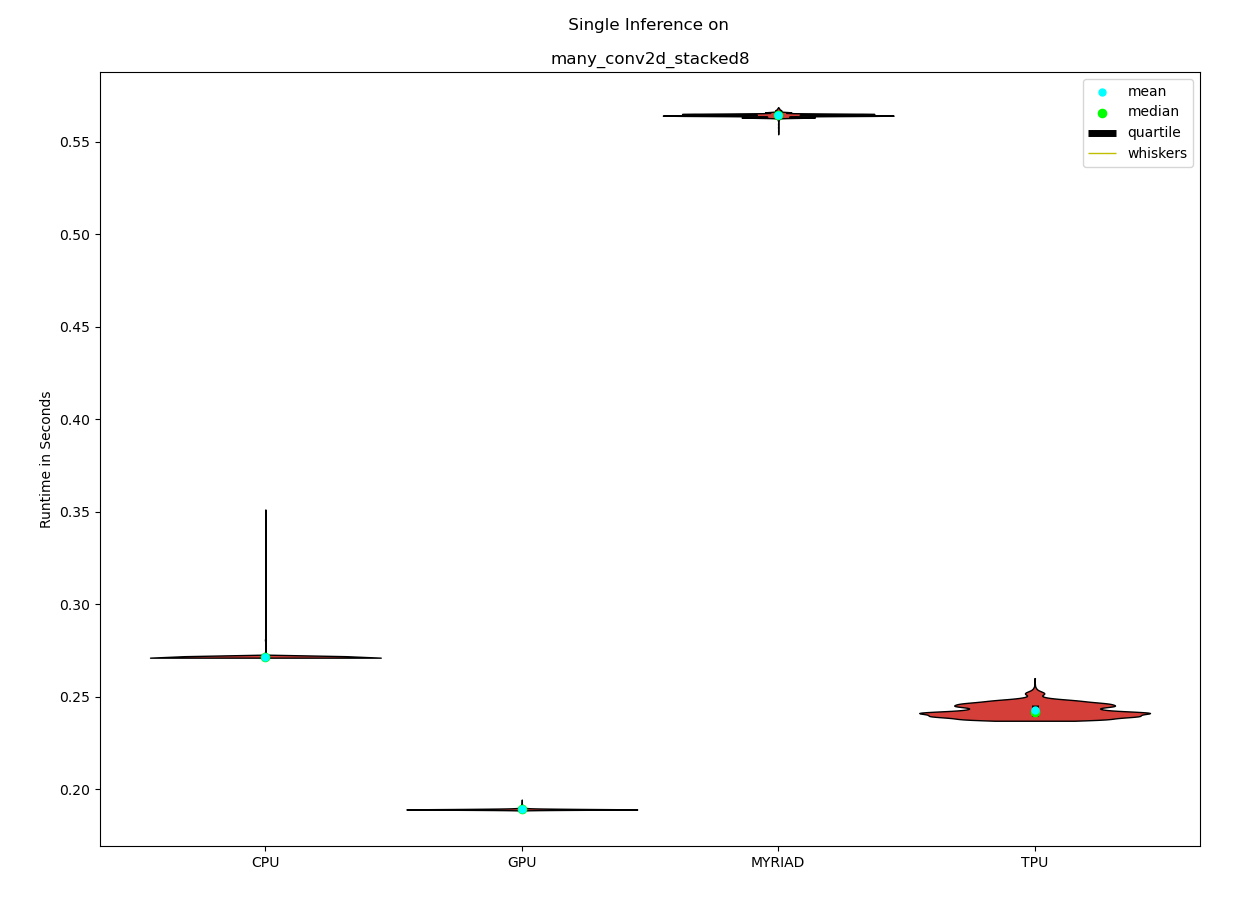 Single Inference on
many_conv2d_stacked8
mean
median
quartile
whiskers
Runtime in Seconds
0.55
0.50
0.45
0.40
0.35
0.30
0.25
0.20
CPU GPU MYRIAD TPU